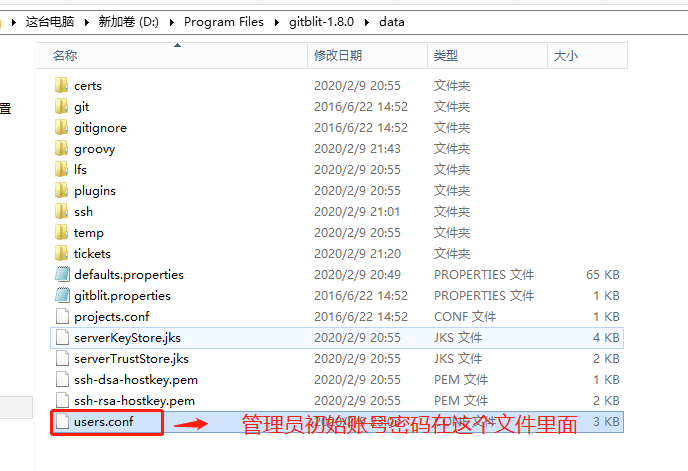 这台电脑 新加卷 (D:) Program Files gitblit-1.8.0 data
名称 修改日期 类型 大小
置
certs 2020/2/9 20:55 文件夹
git 2016/6/22 14:52 文件夹
gitignore 2016/6/22 14:52 文件夹
groovy 2020/2/9 21:43 文件夹
lfs 2020/2/9 20:55 文件夹
plugins 2020/2/9 20:55 文件夹
ssh 2020/2/9 21:01 文件夹
temp 2020/2/9 20:55 文件夹
tickets 2020/2/9 21:20 文件夹
defaults.properties 2020/2/9 20:49 PROPERTIES 文件 65 KB
gitblit.properties 2016/6/22 14:52 PROPERTIES 文件 1 KB
projects.conf 2016/6/22 14:52 CONF 文件 1 KB
serverKeyStore.jks 2020/2/9 20:55 JKS 文件 4 KB
serverTrustStore.jks 2020/2/9 20:55 JKS 文件 2 KB
ssh-dsa-hostkey.pem 2020/2/9 20:55 PEM 文件 1 KB
ssh-rsa-hostkey.pem 2020/2/9 20:55 PEM 文件 2 KB
users.conf 管理员初始账号密码在这个文件里面 3 KB